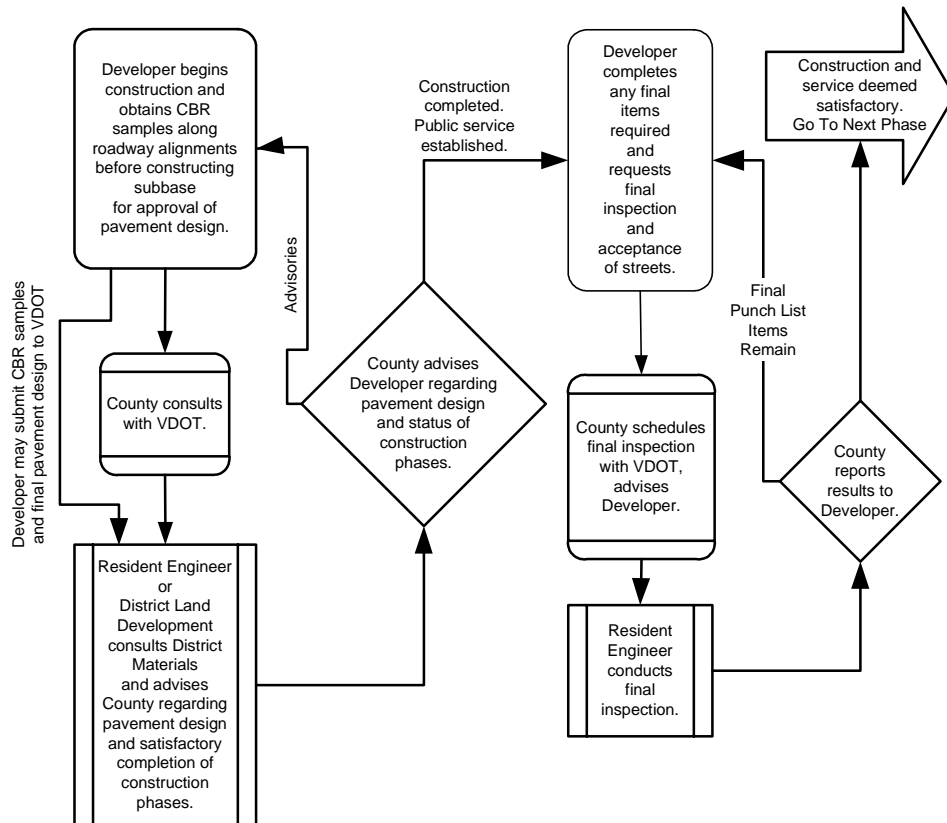 Developer begins
construction and
obtains CBR
samples along
roadway alignments
before constructing
subbase
for approval of
pavement design.
Developer may submit CBR samples
and final pavement design to VDOT
County consults
with VDOT.
Resident Engineer
or
District Land
Development
consults District
Materials
and advises
County regarding
pavement design
and satisfactory
completion of
construction
phases.
Advisories
County advises
Developer regarding
pavement design
and status of
construction
phases.
Construction
completed.
Public service
established.
Developer
completes
any final
items
required
and
requests
final
inspection
and
acceptance
of streets.
County schedules
final inspection
with VDOT,
advises
Developer.
Resident
Engineer
conducts
final
inspection.
County
reports
results to
Developer.
Final
Punch List
Items
Remain
Construction and
service deemed
satisfactory.
Go To Next Phase